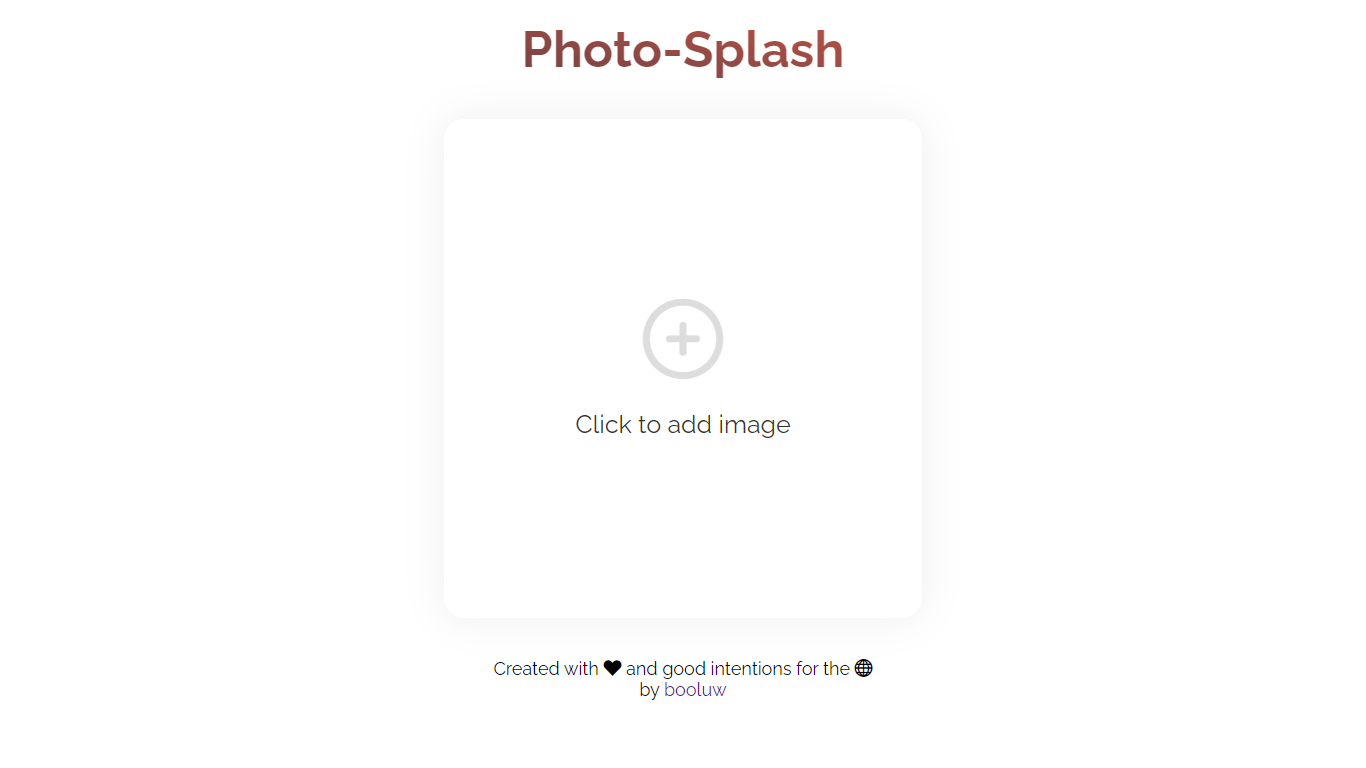 Photo-Splash
Click to add image
Created with and good intentions for the
by booluw